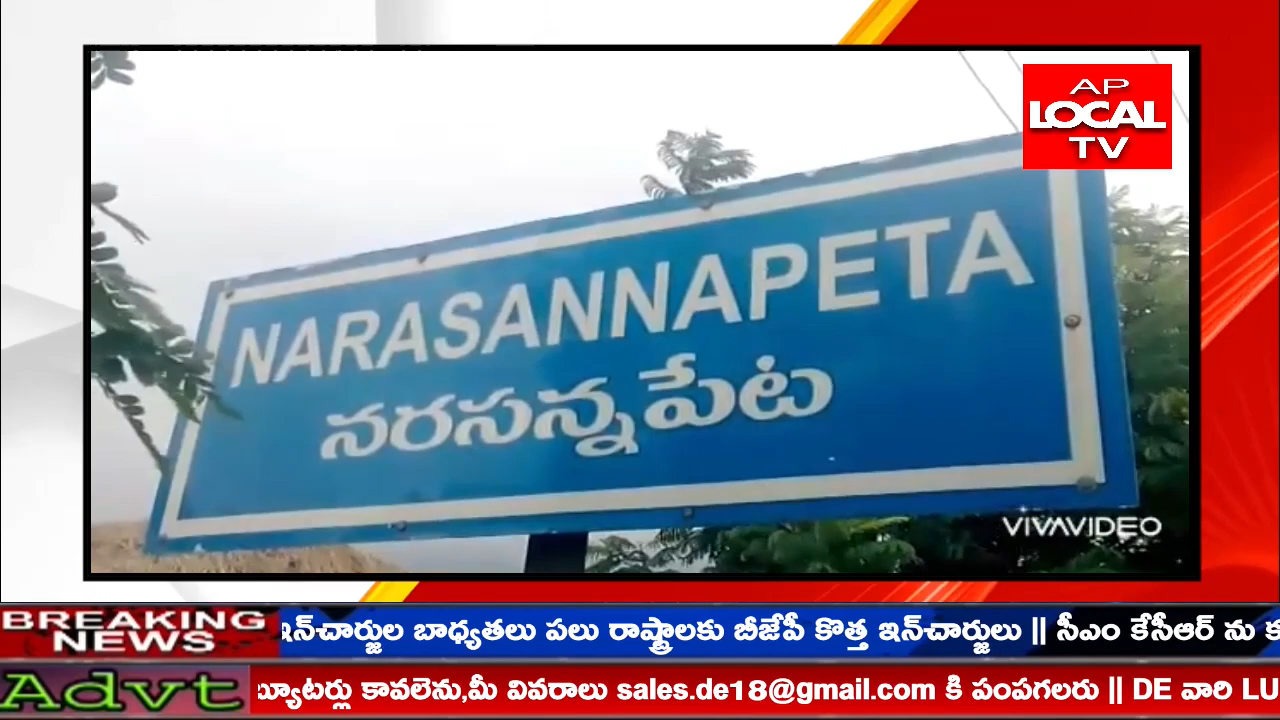 AP
LOCAL
TV
NARASANNAPETA
నరసన్నపేట
VIVAVIDEO
BREAKING
NEWS
ఇన్‌చార్జుల బాధ్యతలు పలు రాష్ట్రాలకు బీజేపీ కొత్త ఇన్‌చార్జులు || సీఎం కేసీఆర్ ను
Advt
కావలెను,మీ వివరాలు sales.de18@gmail.com కి పంపగలరు || DE వారి LU